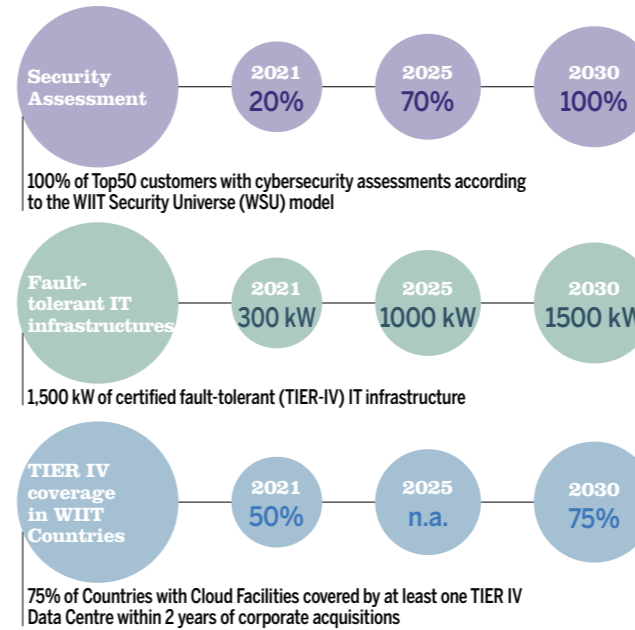 Security
Assessment
2021
20%
2025
70%
2030
100%
100% of Top50 customers with cybersecurity assessments according
to the WIIT Security Universe (WSU) model
Fault-
tolerant IT
infrastructures
2021
300 kW
2025
1000 kW
2030
1500 kW
1,500 kW of certified fault-tolerant (TIER-IV) IT infrastructure
TIER IV
coverage
in WIIT
Countries
2021
50%
2025
n.a.
2030
75%
75% of Countries with Cloud Facilities covered by at least one TIER IV
Data Centre within 2 years of corporate acquisitions